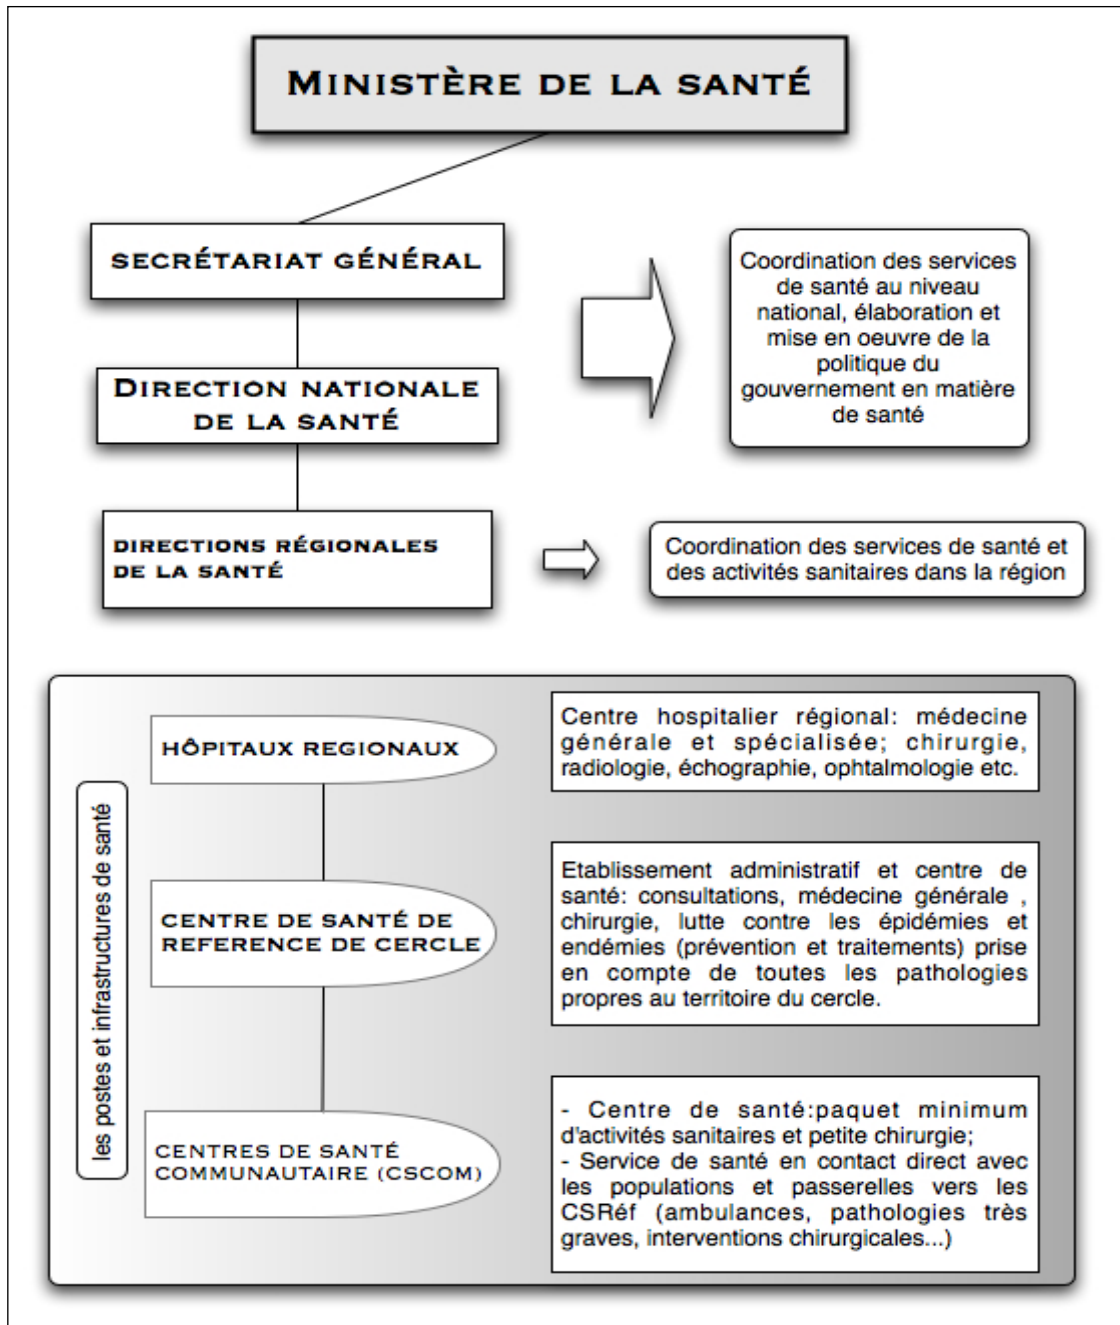 MINISTÈRE DE LA SANTÉ
SECRÉTARIAT GÉNÉRAL
Coordination des services
de santé au niveau
national, élaboration et
mise en oeuvre de la
politique du
gouvernement en matière
de santé
DIRECTION NATIONALE
DE LA SANTÉ
DIRECTIONS RÉGIONALES
DE LA SANTÉ
Coordination des services de santé et
des activités sanitaires dans la région
les postes et infrastructures de santé
HÔPITAUX REGIONAUX
Centre hospitalier régional: médecine
générale et spécialisée; chirurgie,
radiologie, échographie, ophtalmologie etc.
CENTRE DE SANTÉ DE
REFERENCE DE CERCLE
Etablissement administratif et centre de
santé: consultations, médecine générale ,
chirurgie, lutte contre les épidémies et
endémies (prévention et traitements) prise
en compte de toutes les pathologies
propres au territoire du cercle.
CENTRES DE SANTÉ
COMMUNAUTAIRE (CSCOM)
- Centre de santé:paquet minimum
d'activités sanitaires et petite chirurgie;
- Service de santé en contact direct avec
les populations et passerelles vers les
CSRéf (ambulances, pathologies très
graves, interventions chirurgicales...)